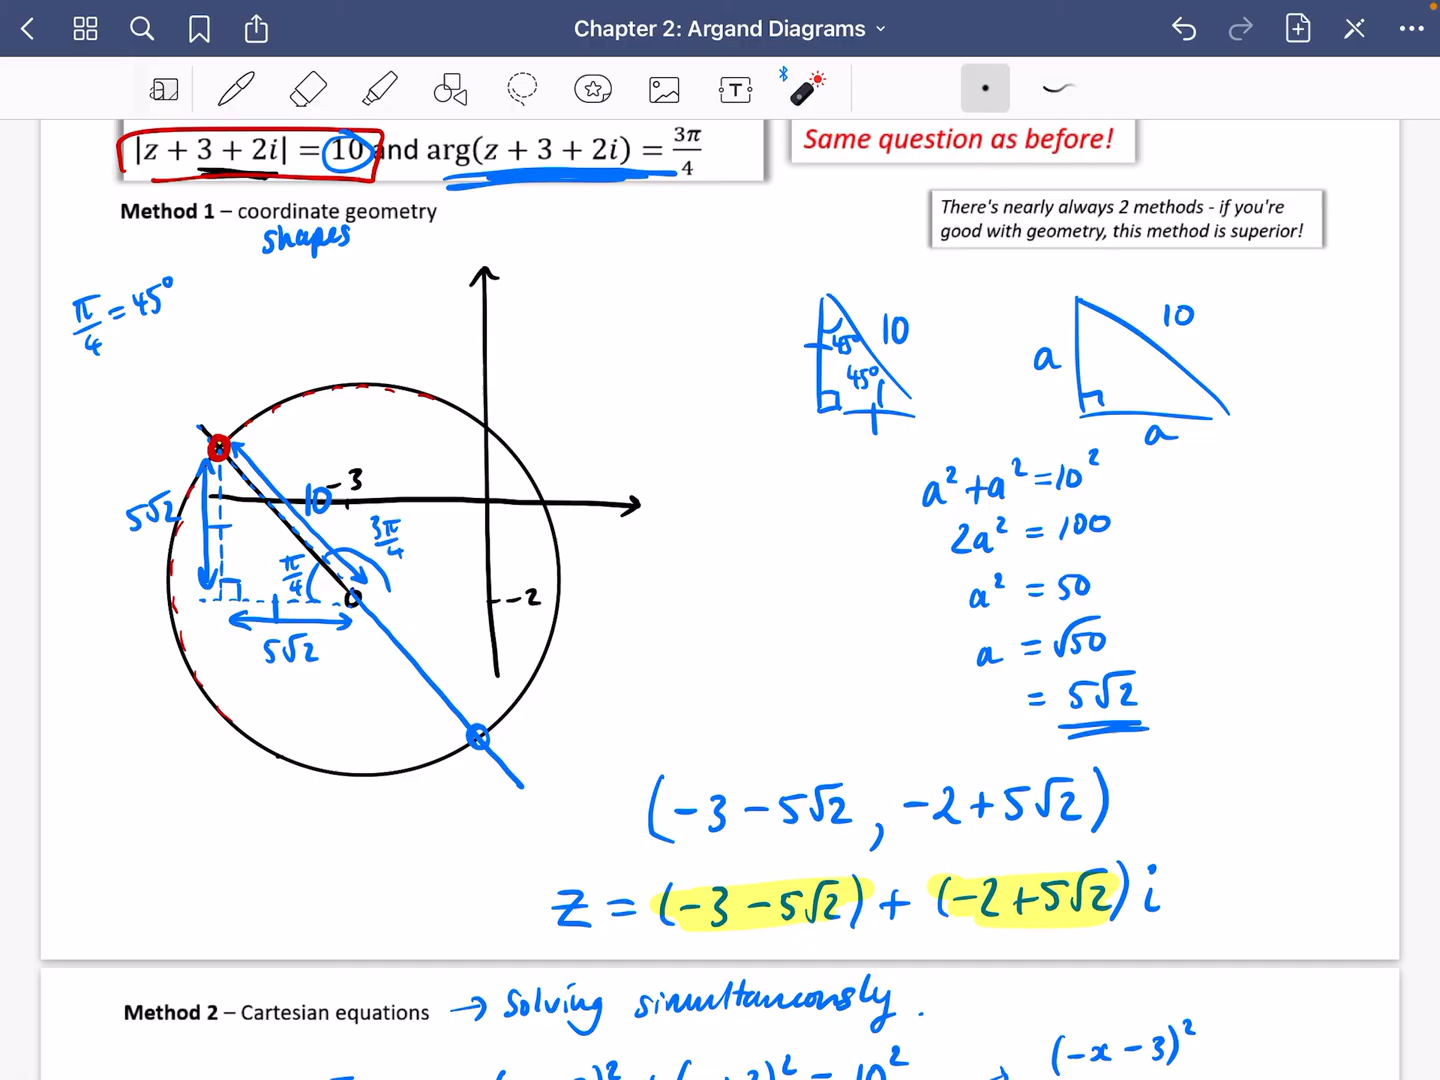 Chapter 2: Argand Diagrams
|z + 3 + 2i| = 10 and arg(z + 3 + 2i) = 3π/4
Same question as before!
Method 1 – coordinate geometry
shapes
There's nearly always 2 methods - if you're
good with geometry, this method is superior!
π/4 = 45°
10
45°
45°
10
a
a
-3
10
5√2
3π/4
π/4
-2
5√2
a² + a² = 10²
2a² = 100
a² = 50
a = √50
= 5√2
(-3 - 5√2, -2 + 5√2)
z = (-3 - 5√2) + (-2 + 5√2) i
Method 2 – Cartesian equations → Solving simultaneously.
(-x - 3)²